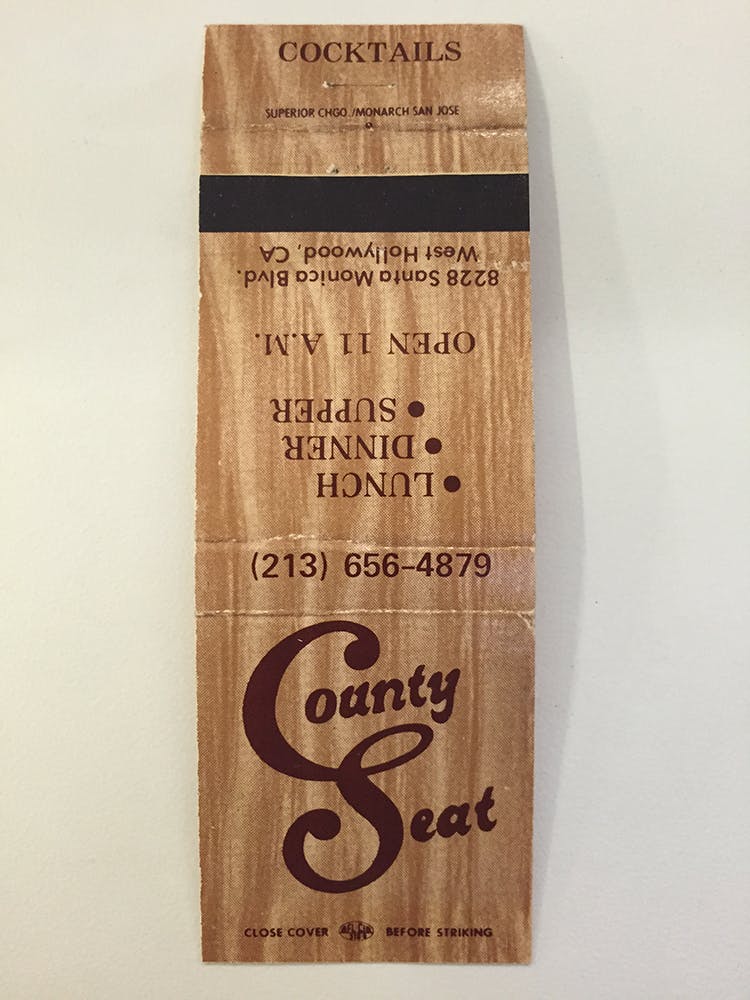 COCKTAILS
SUPERIOR CHGO./MONARCH SAN JOSE
8228 Santa Monica Blvd.
West Hollywood, CA
OPEN 11 A.M.
• LUNCH
• DINNER
• SUPPER
(213) 656-4879
County
Seat
CLOSE COVER BEFORE STRIKING